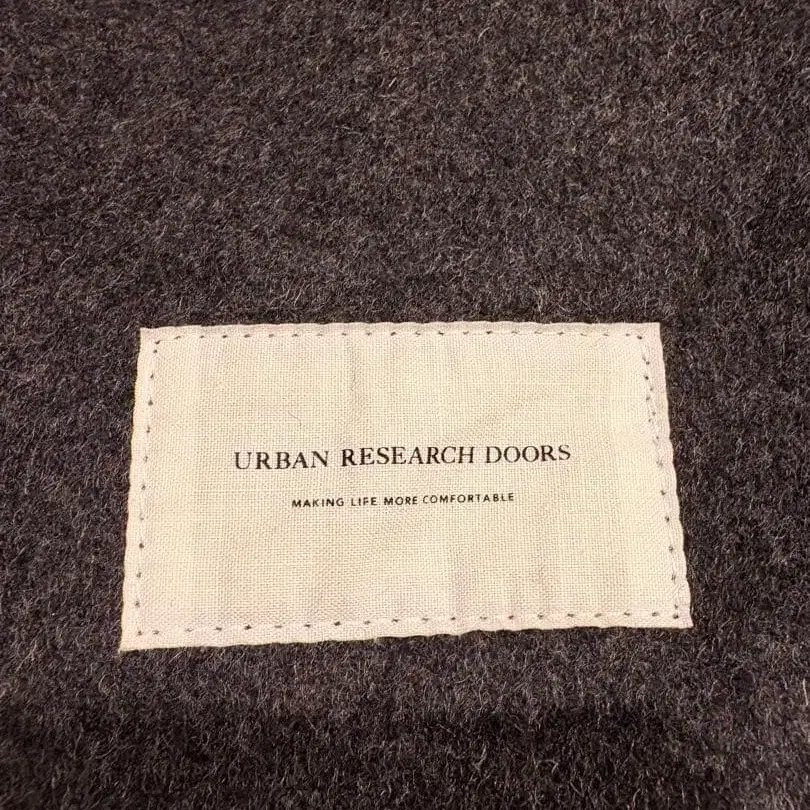 URBAN RESEARCH DOORS
MAKING LIFE MORE COMFORTABLE